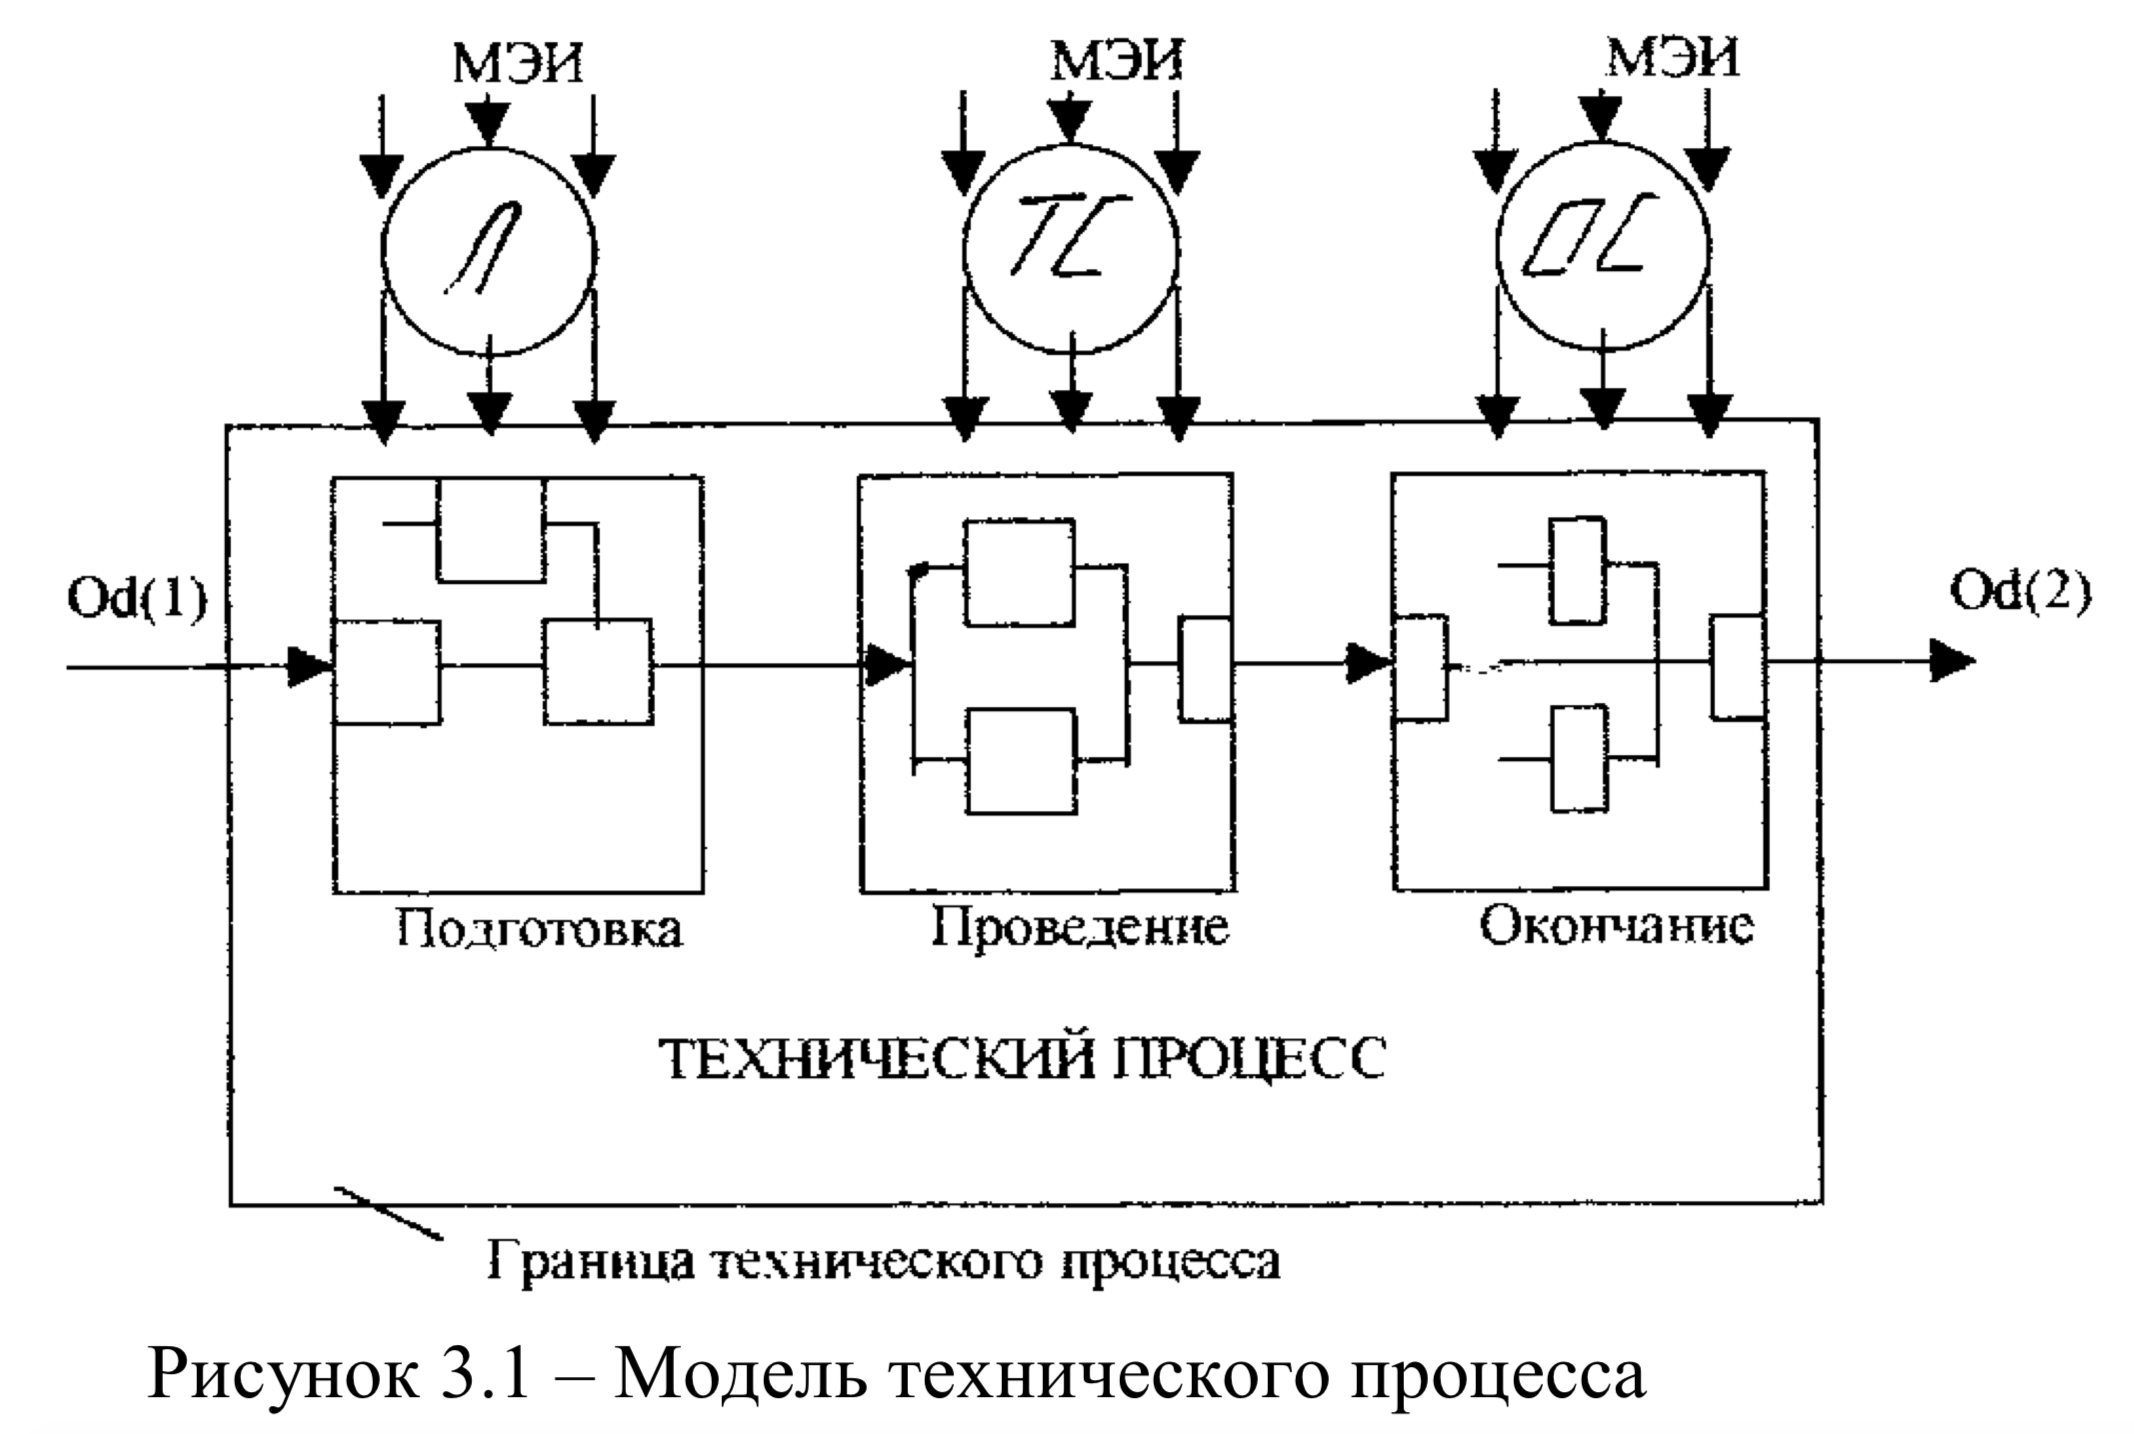 МЭИ МЭИ МЭИ
Л ТС ОС
Od(1)
Od(2)
Подготовка Проведение Окончание
ТЕХНИЧЕСКИЙ ПРОЦЕСС
Граница технического процесса
Рисунок 3.1 – Модель технического процесса